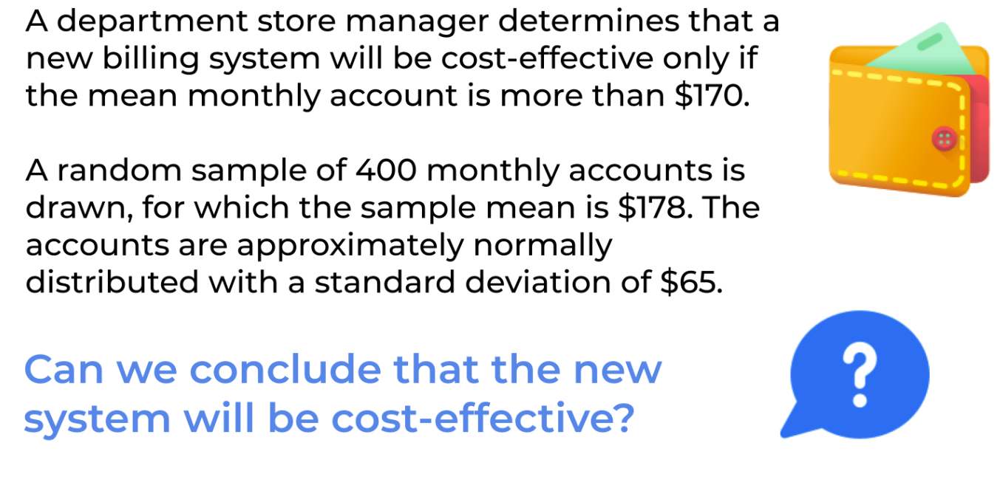 A department store manager determines that a
new billing system will be cost-effective only if
the mean monthly account is more than $170.
A random sample of 400 monthly accounts is
drawn, for which the sample mean is $178. The
accounts are approximately normally
distributed with a standard deviation of $65.
Can we conclude that the new
system will be cost-effective?
?